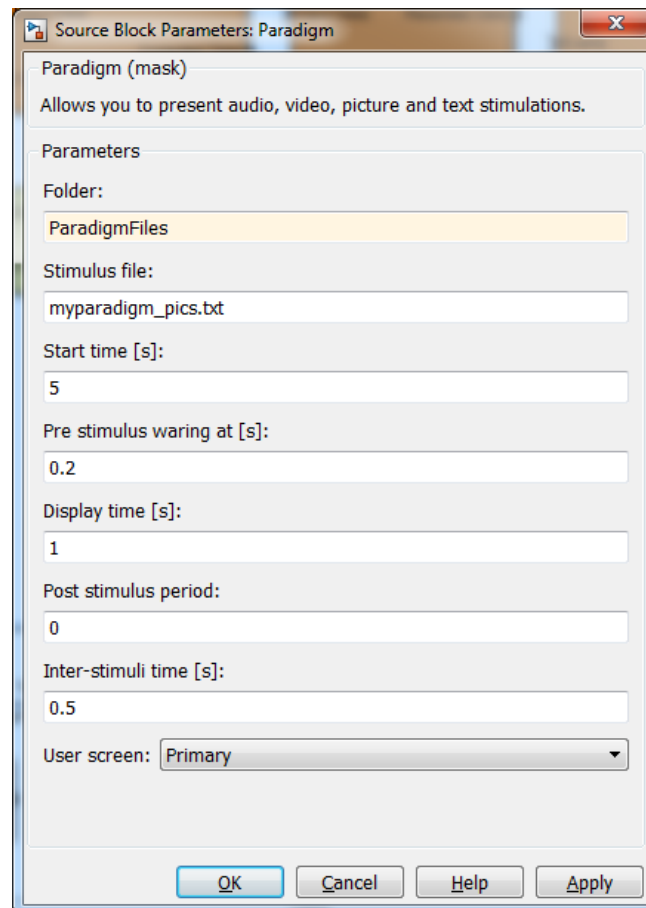 Source Block Parameters: Paradigm
Paradigm (mask)
Allows you to present audio, video, picture and text stimulations.
Parameters
Folder:
ParadigmFiles
Stimulus file:
myparadigm_pics.txt
Start time [s]:
5
Pre stimulus waring at [s]:
0.2
Display time [s]:
1
Post stimulus period:
0
Inter-stimuli time [s]:
0.5
User screen: Primary
OK Cancel Help Apply